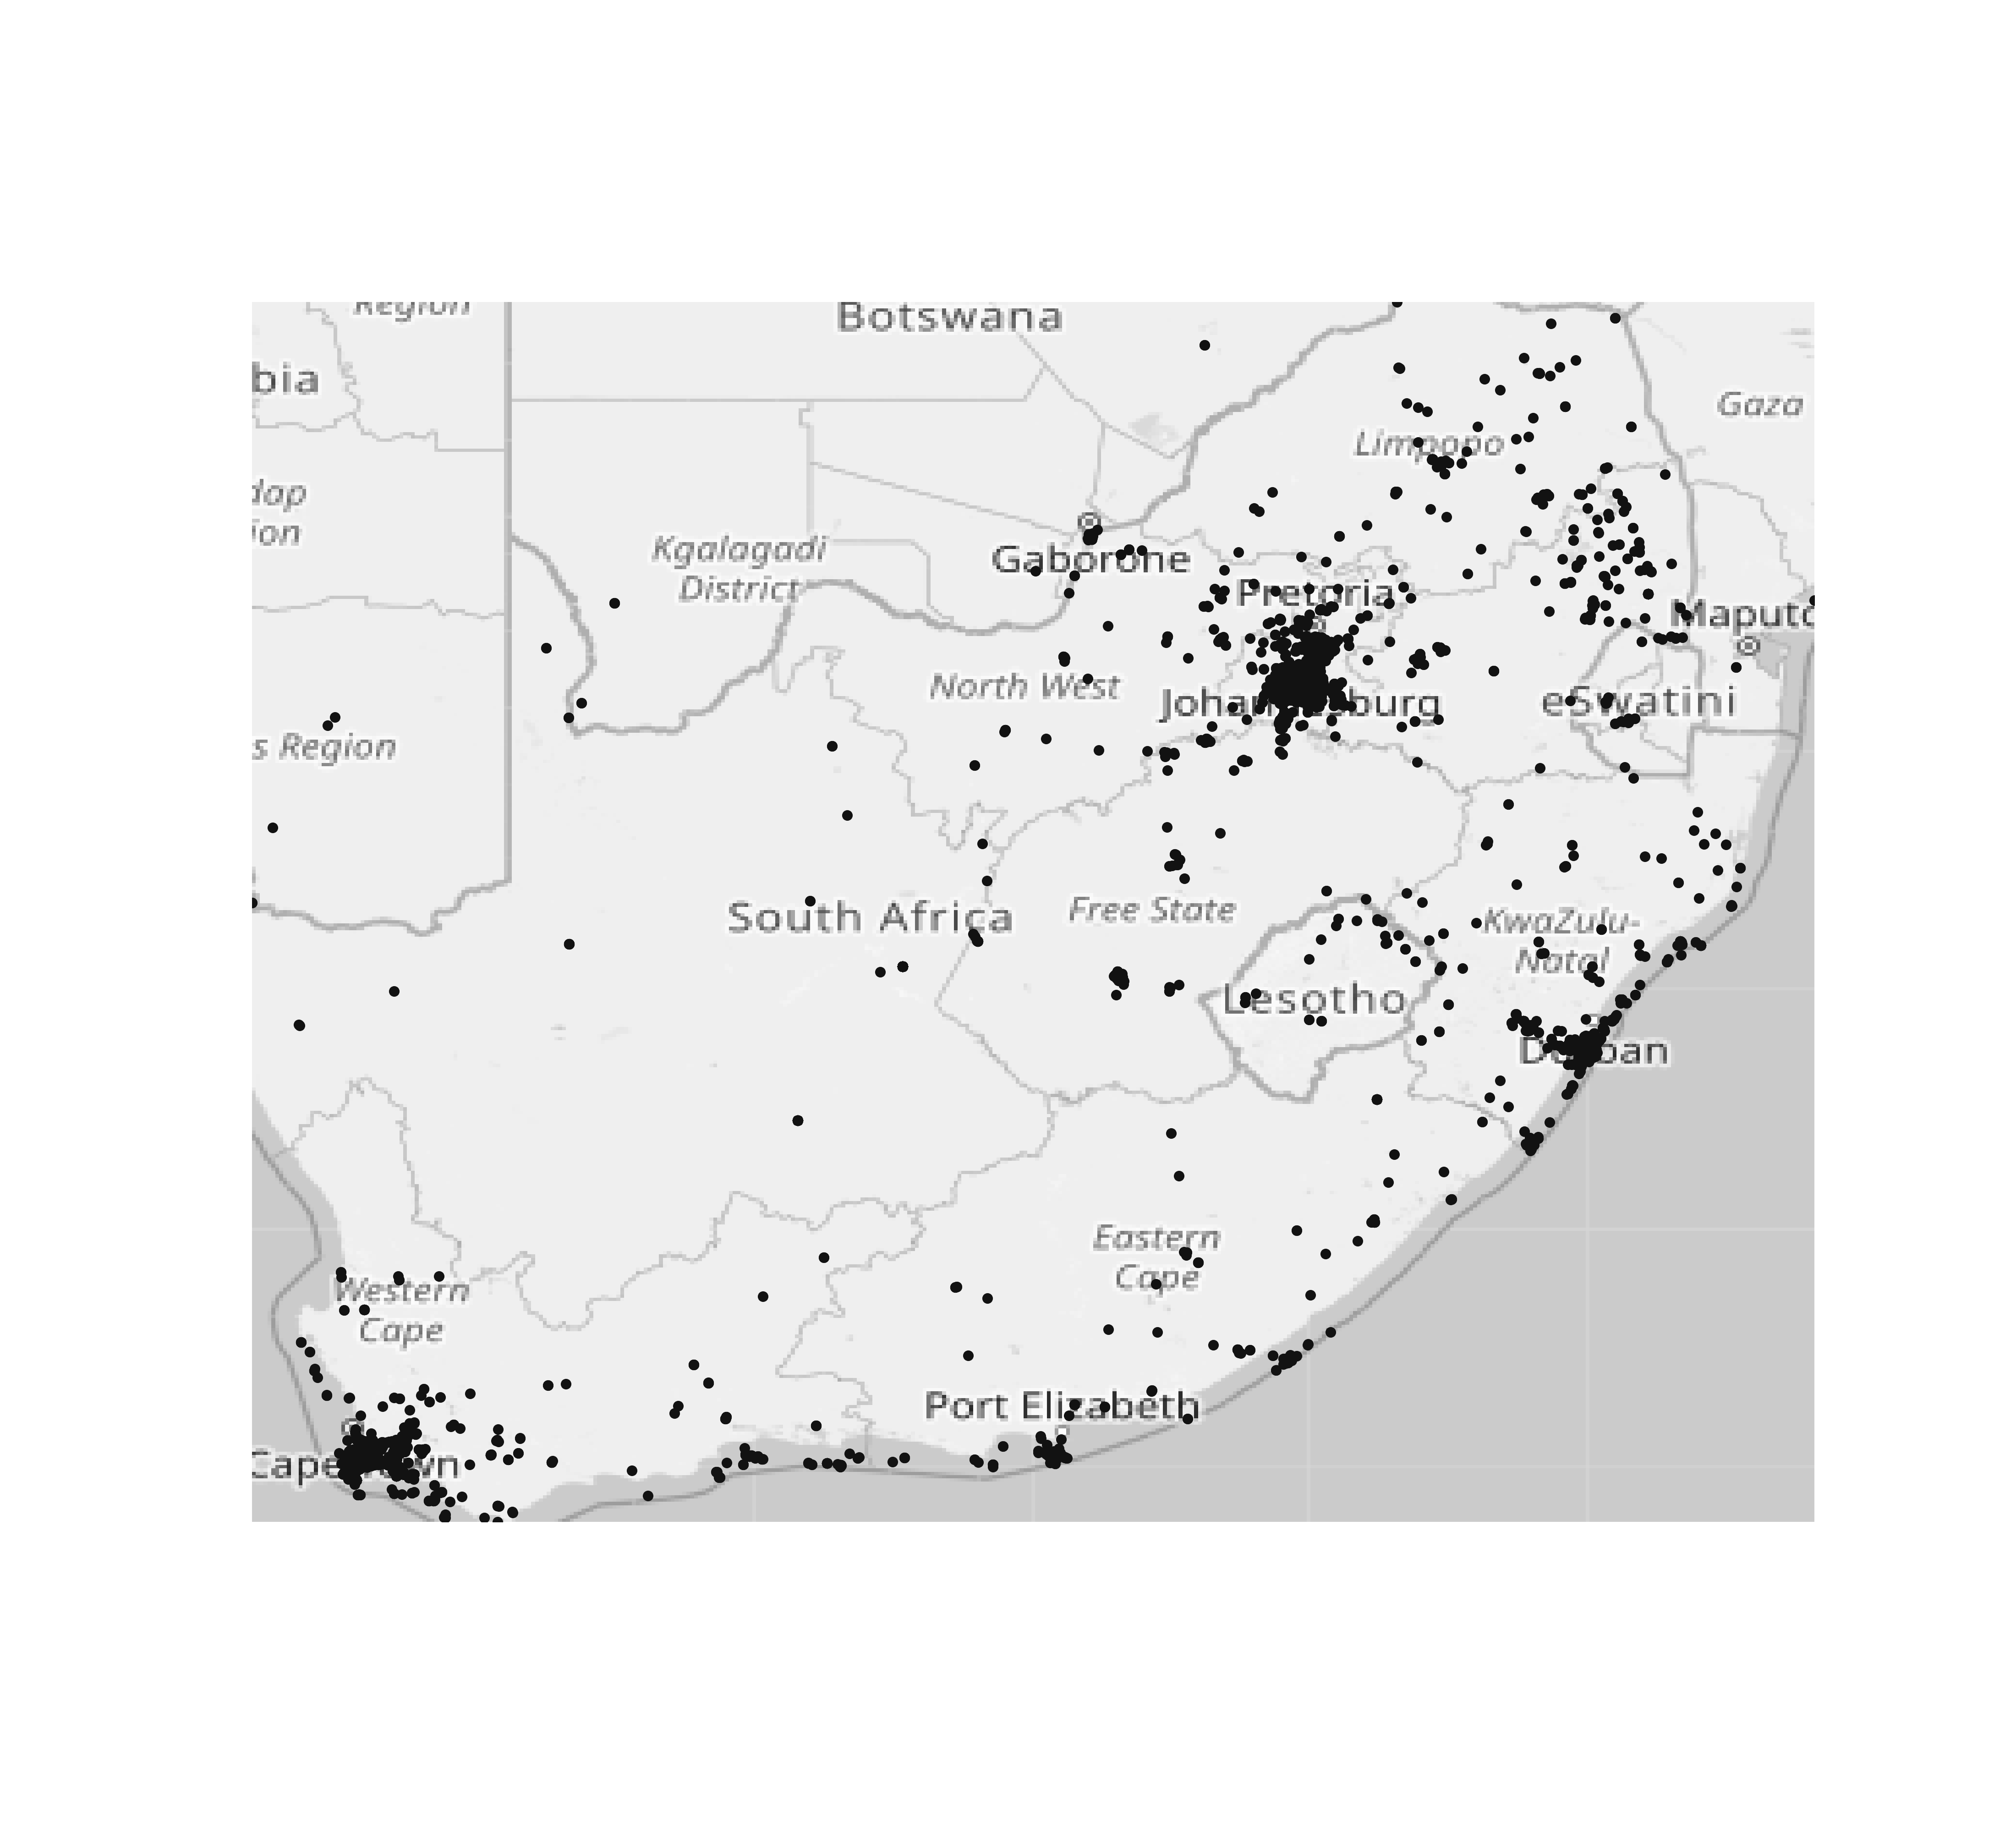 Region
Botswana
bia
Gaza
Limpopo
dap
ion
Kgalagadi
District
Gaborone
Pretoria
Maputo
North West
Johannesburg
eSwatini
s Region
South Africa
Free State
KwaZulu-
Natal
Lesotho
Durban
Eastern
Cape
Western
Cape
Port Elizabeth
Cape Town